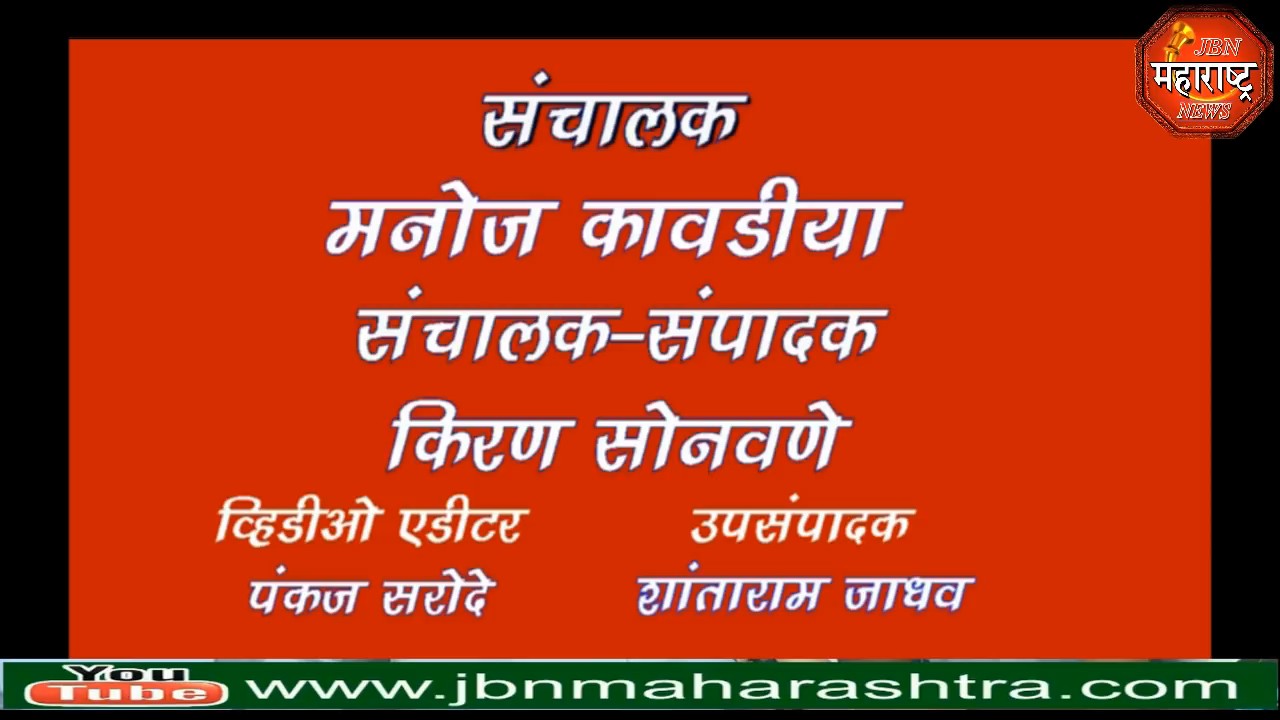 JBN
महाराष्ट्र
NEWS
संचालक
मनोज कावडीया
संचालक–संपादक
किरण सोनवणे
व्हिडीओ एडीटर उपसंपादक
पंकज सरोदे शांताराम जाधव
You
Tube www.jbnmaharashtra.com